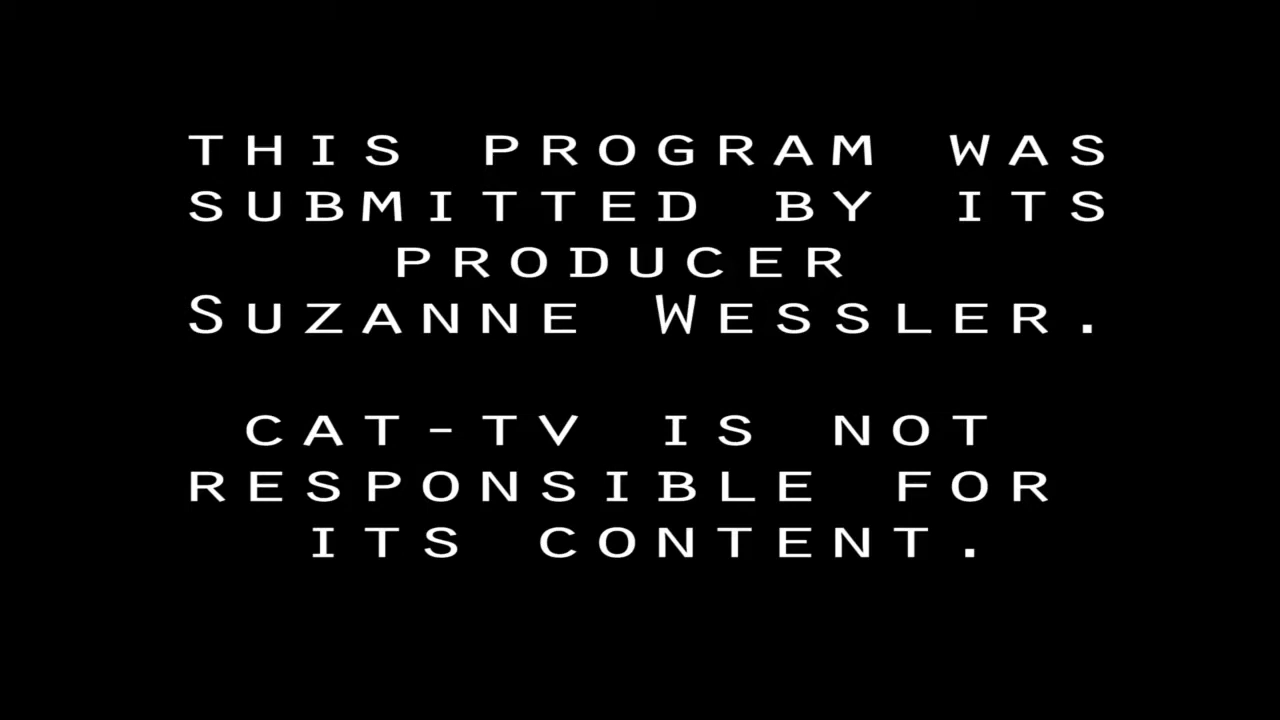 THIS PROGRAM WAS
SUBMITTED BY ITS
PRODUCER
SUZANNE WESSLER.
CAT-TV IS NOT
RESPONSIBLE FOR
ITS CONTENT.